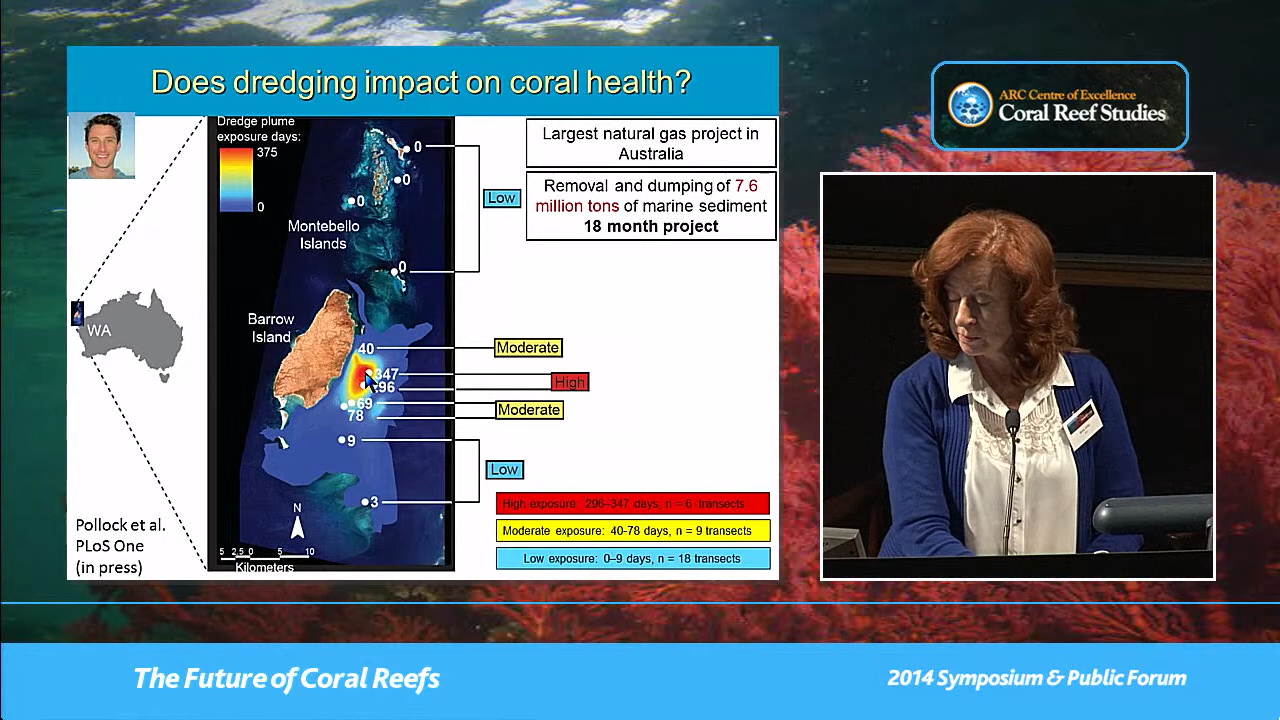 Does dredging impact on coral health?
ARC Centre of Excellence
Coral Reef Studies
Dredge plume
exposure days:
375
0
0
0
0
0
Montebello
Islands
Barrow
Island
40
347
96
69
78
9
3
N
5 2.5 0 5 10
Kilometers
WA
Low
Moderate
High
Moderate
Low
Largest natural gas project in
Australia
Removal and dumping of 7.6
million tons of marine sediment
18 month project
High exposure: 296–347 days, n = 6 transects
Moderate exposure: 40-78 days, n = 9 transects
Low exposure: 0–9 days, n = 18 transects
Pollock et al.
PLoS One
(in press)
The Future of Coral Reefs
2014 Symposium & Public Forum